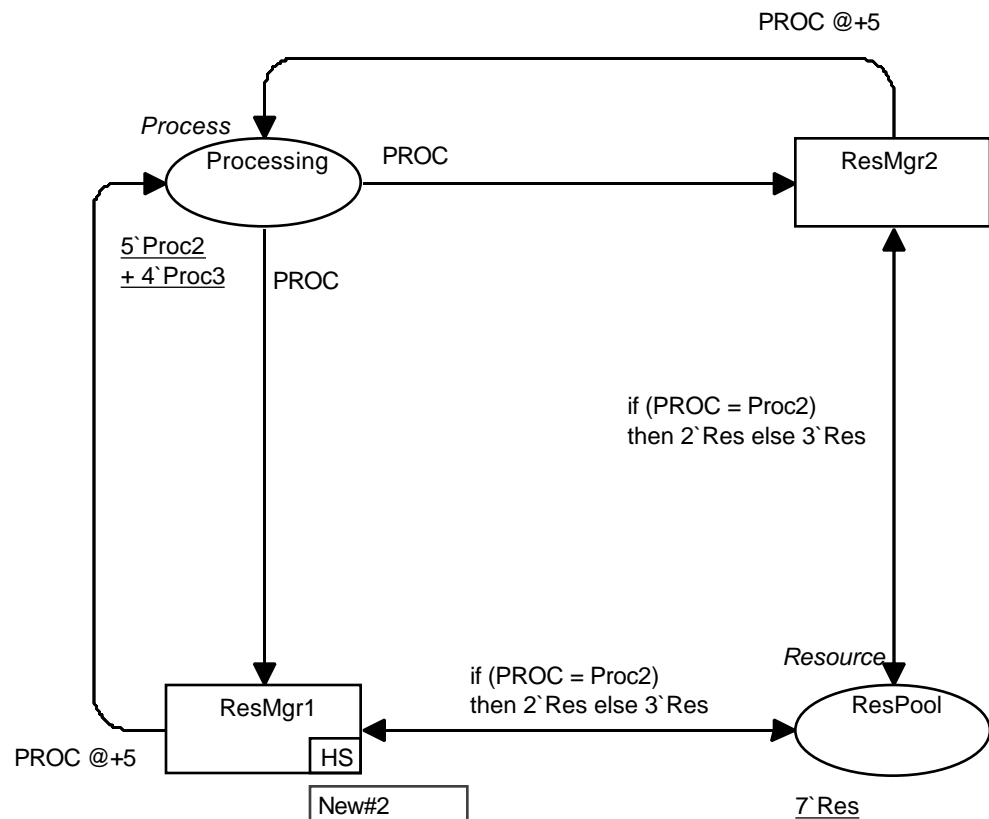 PROC @+5
Process
Processing
PROC
ResMgr2
5`Proc2
+ 4`Proc3
PROC
if (PROC = Proc2)
then 2`Res else 3`Res
Resource
if (PROC = Proc2)
then 2`Res else 3`Res
ResMgr1
ResPool
PROC @+5
HS
New#2
7`Res